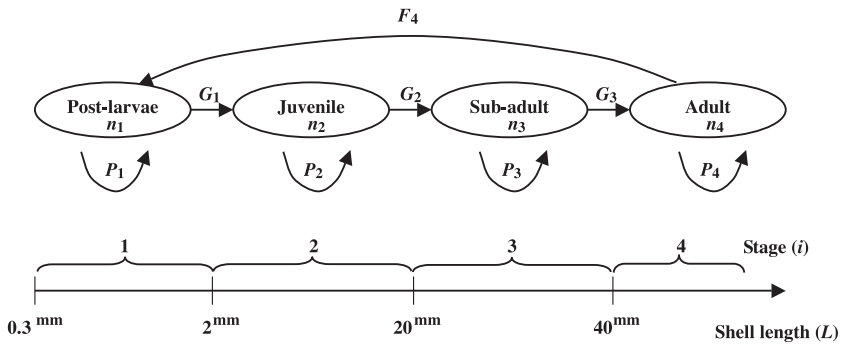 F4
Post-larvae G1 Juvenile G2 Sub-adult G3 Adult
n1 n2 n3 n4
P1 P2 P3 P4
1 2 3 4 Stage (i)
0.3 mm 2mm 20mm 40mm Shell length (L)